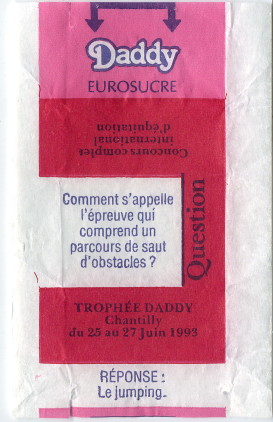 Daddy
EUROSUCRE
Concours complet
international
d'équitation
Comment s'appelle
l'épreuve qui
comprend un
parcours de saut
d'obstacles ?
Question
TROPHÉE DADDY
Chantilly
du 25 au 27 Juin 1993
RÉPONSE :
Le jumping.